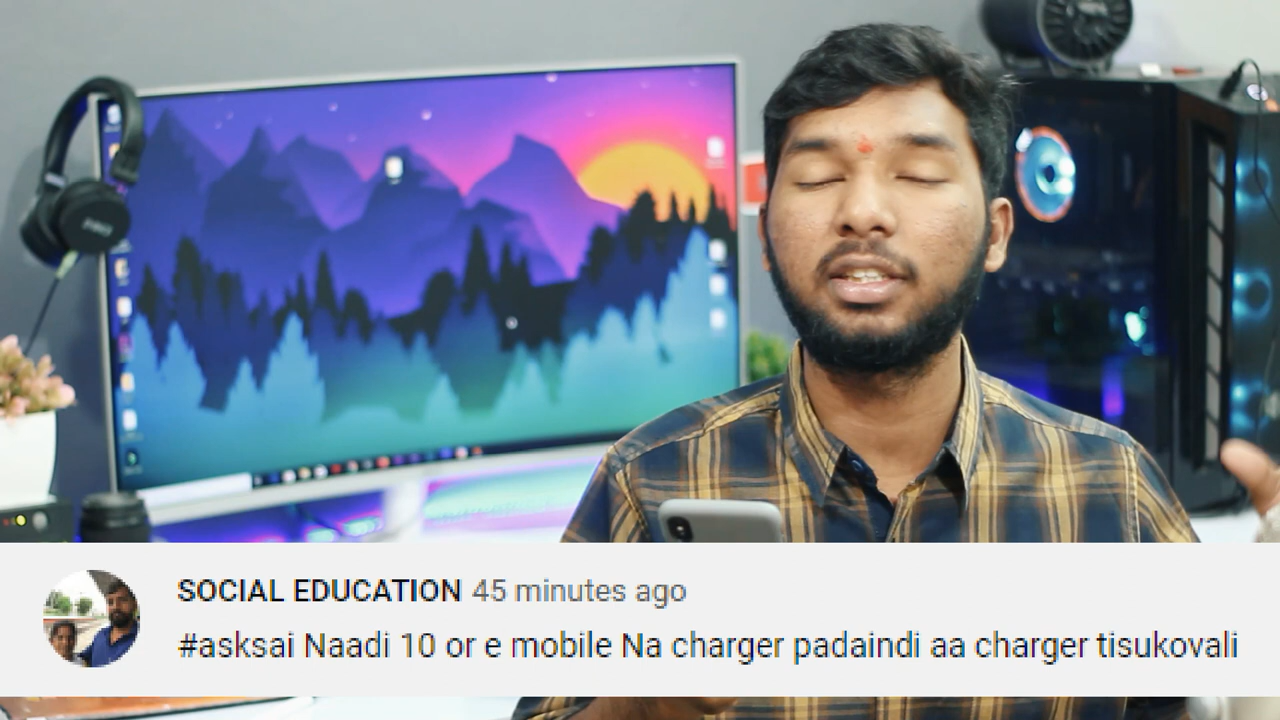 SOCIAL EDUCATION 45 minutes ago
#asksai Naadi 10 or e mobile Na charger padaindi aa charger tisukovali